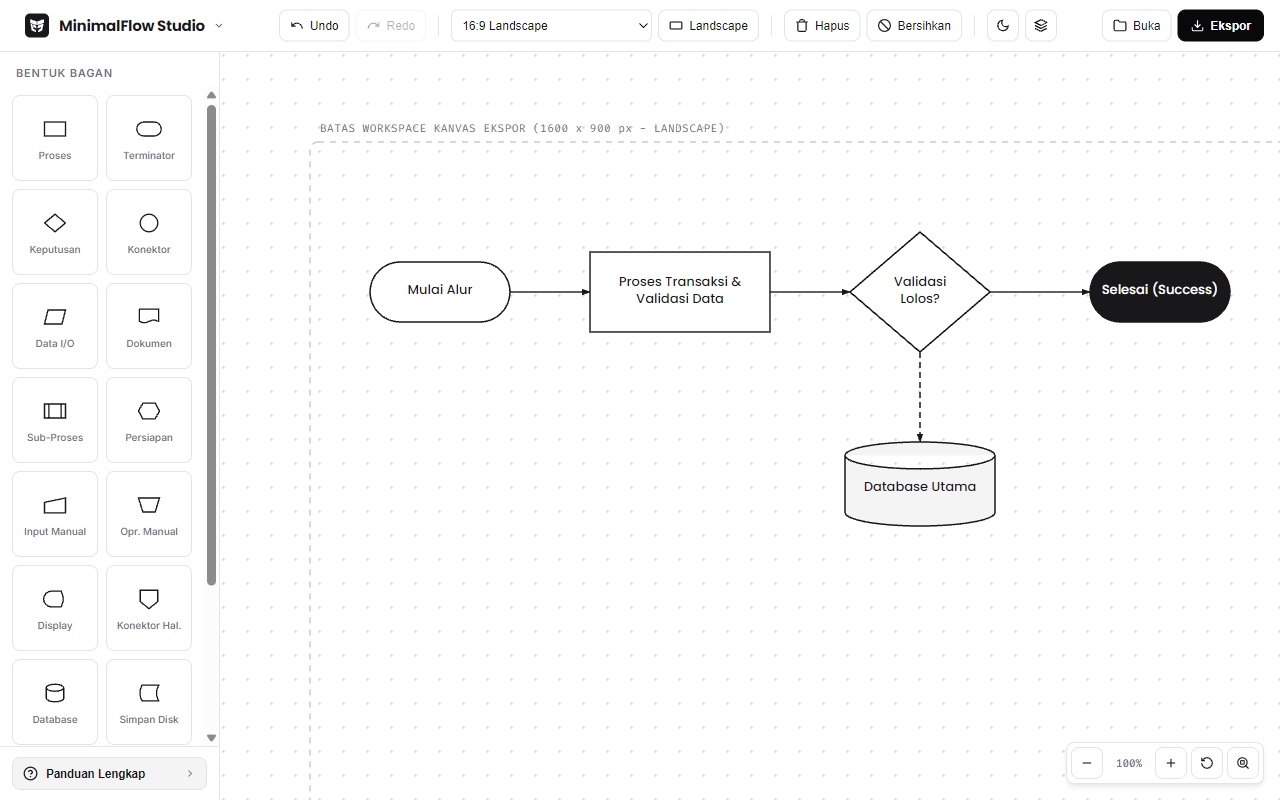 MinimalFlow Studio
Undo
Redo
16:9 Landscape
Landscape
Hapus
Bersihkan
Buka
Ekspor
BENTUK BAGAN
Proses
Terminator
Keputusan
Konektor
Data I/O
Dokumen
Sub-Proses
Persiapan
Input Manual
Opr. Manual
Display
Konektor Hal.
Database
Simpan Disk
Panduan Lengkap
BATAS WORKSPACE KANVAS EKSPOR (1600 x 900 px - LANDSCAPE)
Mulai Alur
Proses Transaksi &
Validasi Data
Validasi
Lolos?
Selesai (Success)
Database Utama
100%